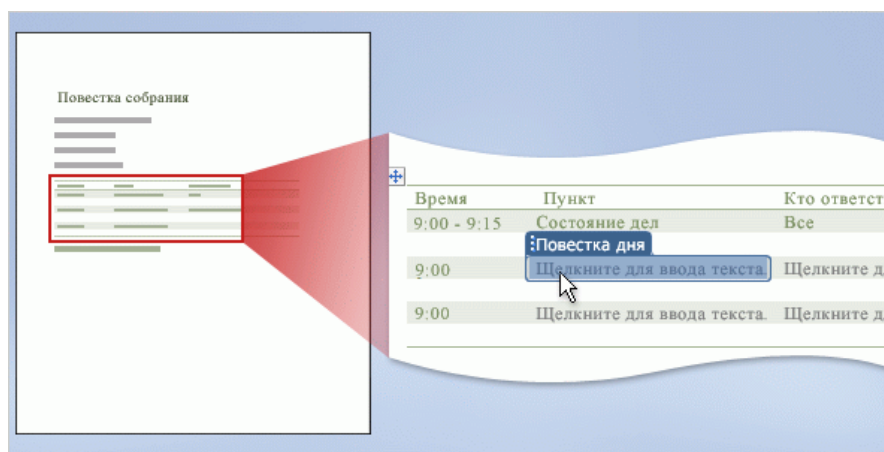 Повестка собрания
Время Пункт Кто ответст
9:00 - 9:15 Состояние дел Все
Повестка дня
9:00 Щелкните для ввода текста. Щелкните д
9:00 Щелкните для ввода текста. Щелкните д